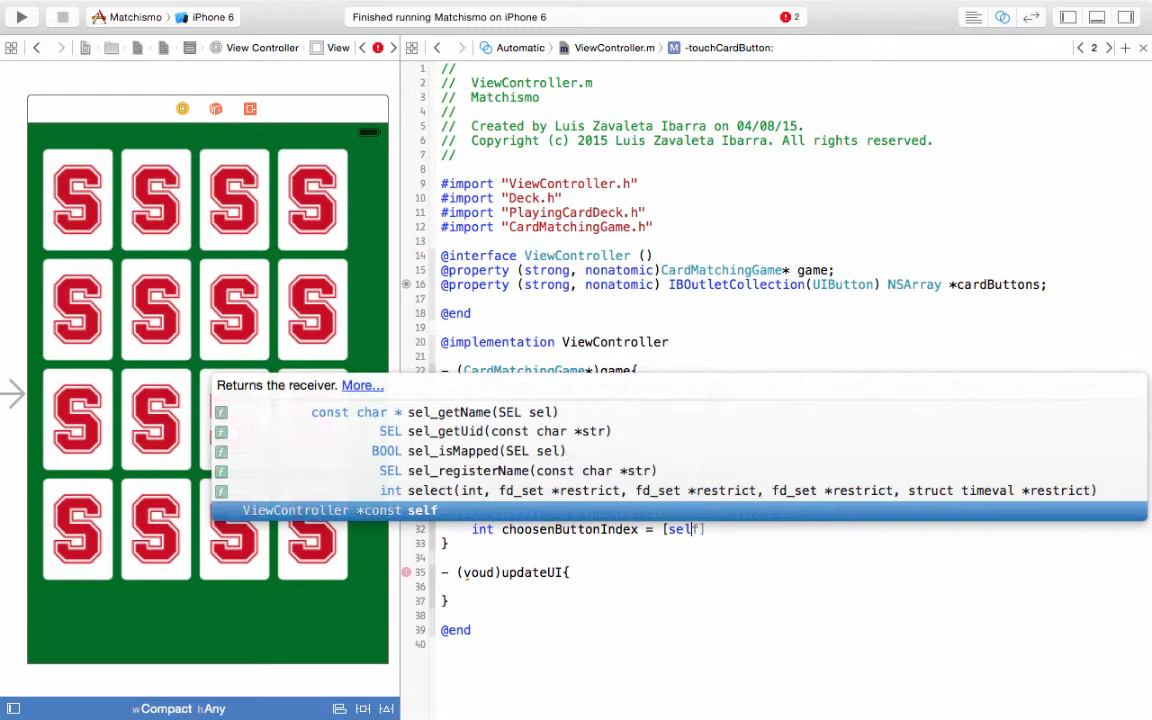 Matchismo iPhone 6
Finished running Matchismo on iPhone 6
2
View Controller View
Automatic ViewController.m M -touchCardButton: 2
1 //
2 // ViewController.m
3 // Matchismo
4 //
5 // Created by Luis Zavaleta Ibarra on 04/08/15.
6 // Copyright (c) 2015 Luis Zavaleta Ibarra. All rights reserved.
7 //
8
9 #import "ViewController.h"
10 #import "Deck.h"
11 #import "PlayingCardDeck.h"
12 #import "CardMatchingGame.h"
13
14 @interface ViewController ()
15 @property (strong, nonatomic)CardMatchingGame* game;
16 @property (strong, nonatomic) IBOutletCollection(UIButton) NSArray *cardButtons;
17
18 @end
19
20 @implementation ViewController
21
22 - (CardMatchingGame*)game{
Returns the receiver. More...
f const char * sel_getName(SEL sel)
f SEL sel_getUid(const char *str)
f BOOL sel_isMapped(SEL sel)
f SEL sel_registerName(const char *str)
f int select(int, fd_set *restrict, fd_set *restrict, fd_set *restrict, struct timeval *restrict)
ViewController *const self
32 int choosenButtonIndex = [self]
33 }
34
35 - (voud)updateUI{
36
37 }
38
39 @end
40
S S S S
S S S S
S S S S
S S S S
wCompact hAny